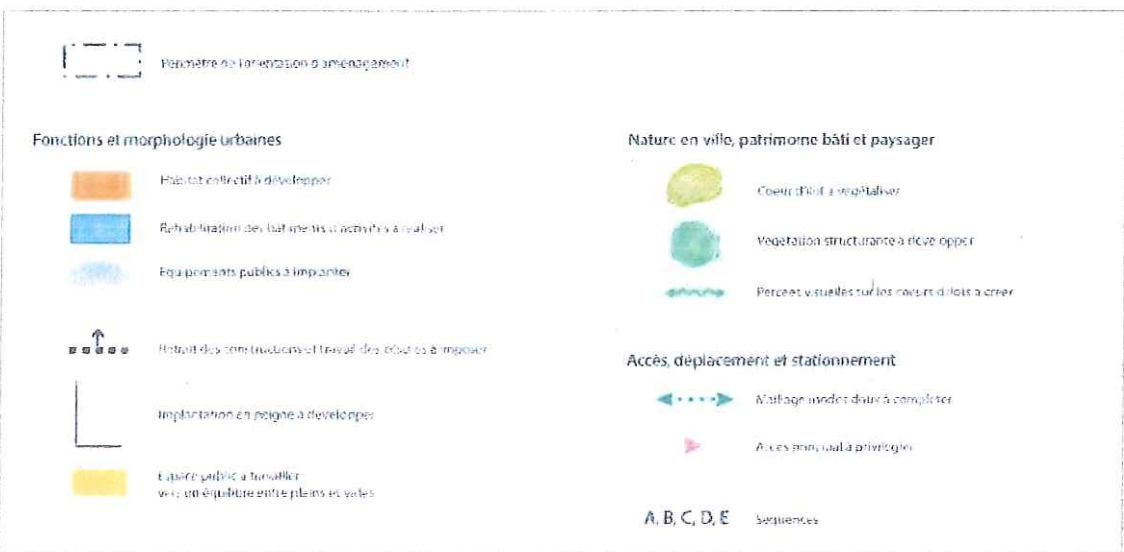 Périmètre de l'orientation d'aménagement
Fonctions et morphologie urbaines
Habitat collectif à développer
Réhabilitation des bâtiments d'activités à réaliser
Equipements publics à implanter
Retrait des constructions et travail des clôtures à imposer
Implantation en peigne à développer
Espace public à travailler
vers un équilibre entre pleins et vides
Nature en ville, patrimoine bâti et paysager
Coeur d'îlot à végétaliser
Végétation structurante à développer
Percées visuelles sur les coeurs d'îlots à créer
Accès, déplacement et stationnement
Maillage modes doux à compléter
Accès principal à privilégier
A, B, C, D, E Séquences